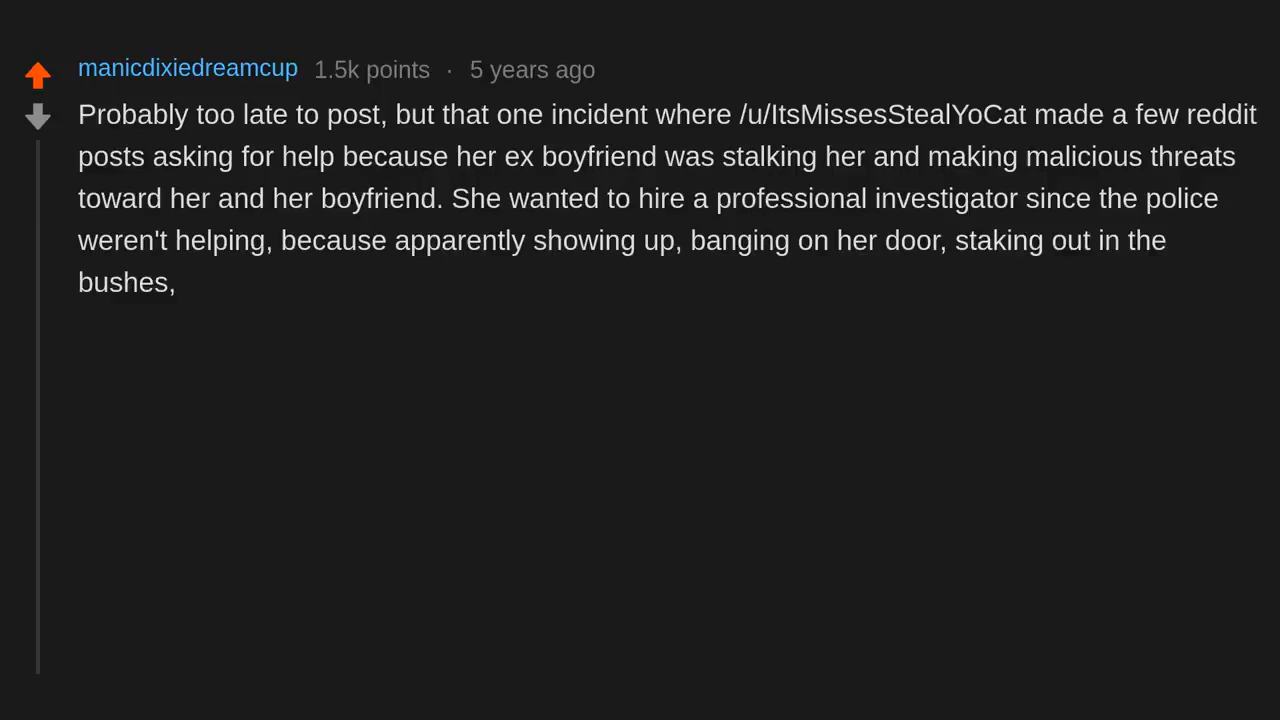 manicdixiedreamcup 1.5k points · 5 years ago
Probably too late to post, but that one incident where /u/ItsMissesStealYoCat made a few reddit
posts asking for help because her ex boyfriend was stalking her and making malicious threats
toward her and her boyfriend. She wanted to hire a professional investigator since the police
weren't helping, because apparently showing up, banging on her door, staking out in the
bushes,